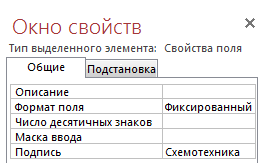 Окно свойств
Тип выделенного элемента: Свойства поля
Общие Подстановка
Описание
Формат поля Фиксированный
Число десятичных знаков
Маска ввода
Подпись Схемотехника